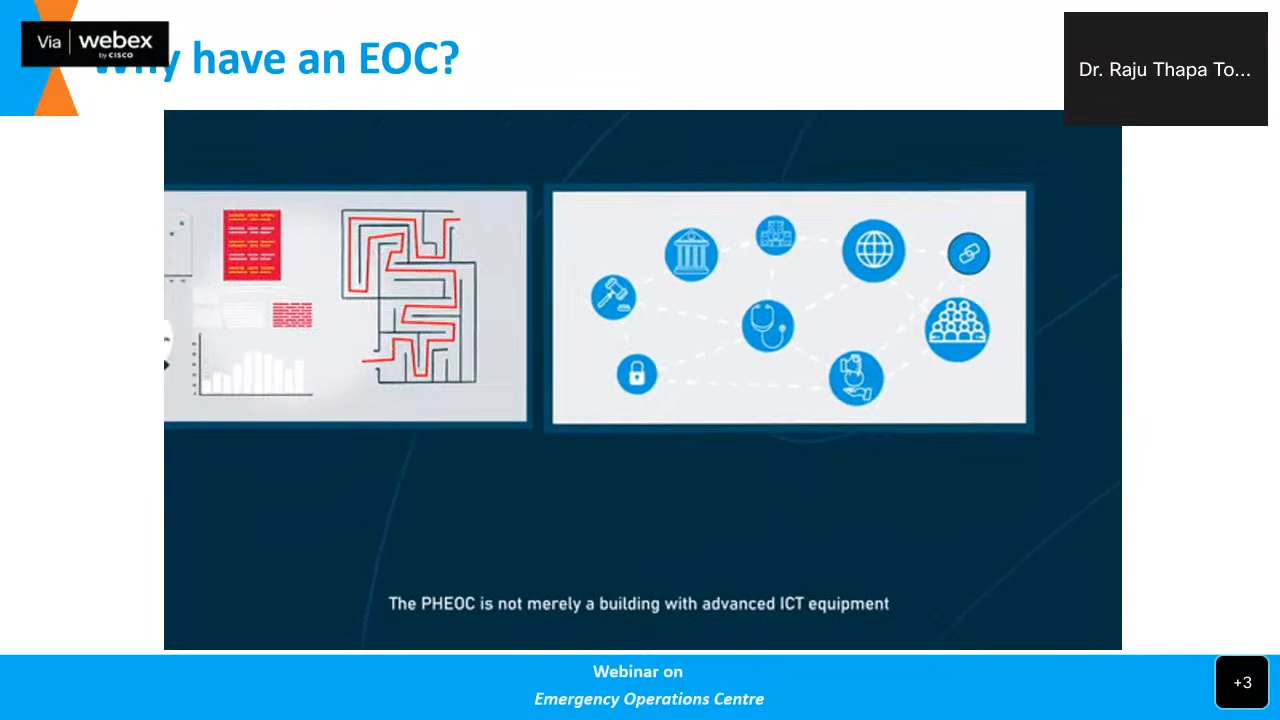 Via webex
by CISCO
Why have an EOC?
Dr. Raju Thapa To...
The PHEOC is not merely a building with advanced ICT equipment
Webinar on
Emergency Operations Centre
+3